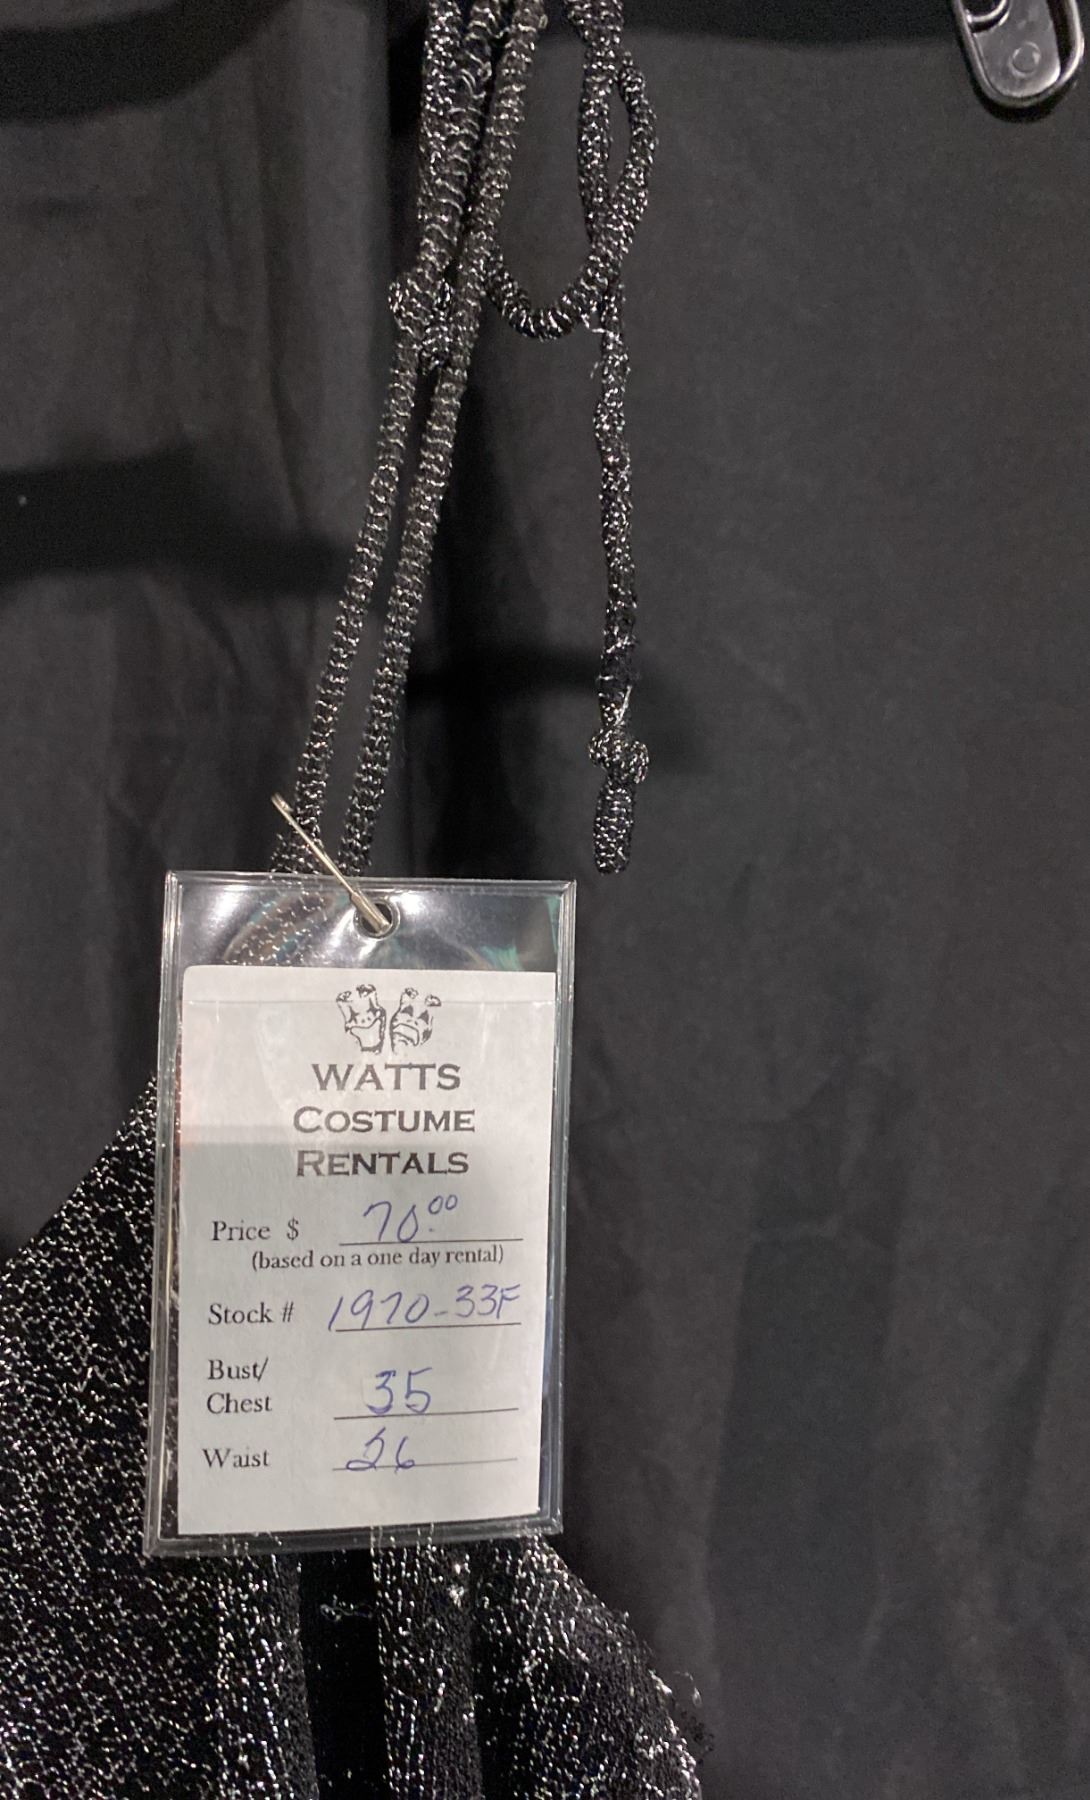 WATTS
COSTUME
RENTALS
Price $ 70.00
(based on a one day rental)
Stock # 1970-33F
Bust/
Chest 35
Waist 26